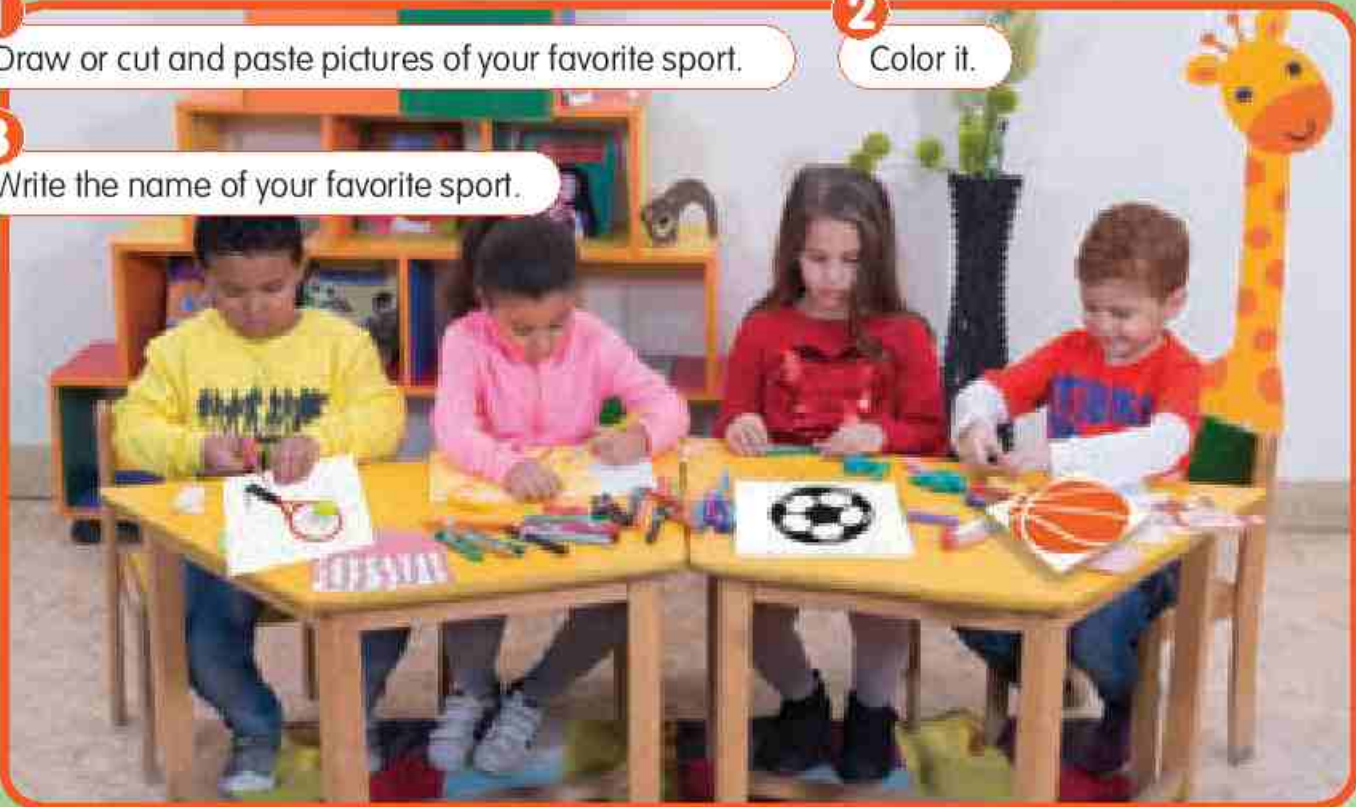 Draw or cut and paste pictures of your favorite sport.
2
Color it.
3
Write the name of your favorite sport.